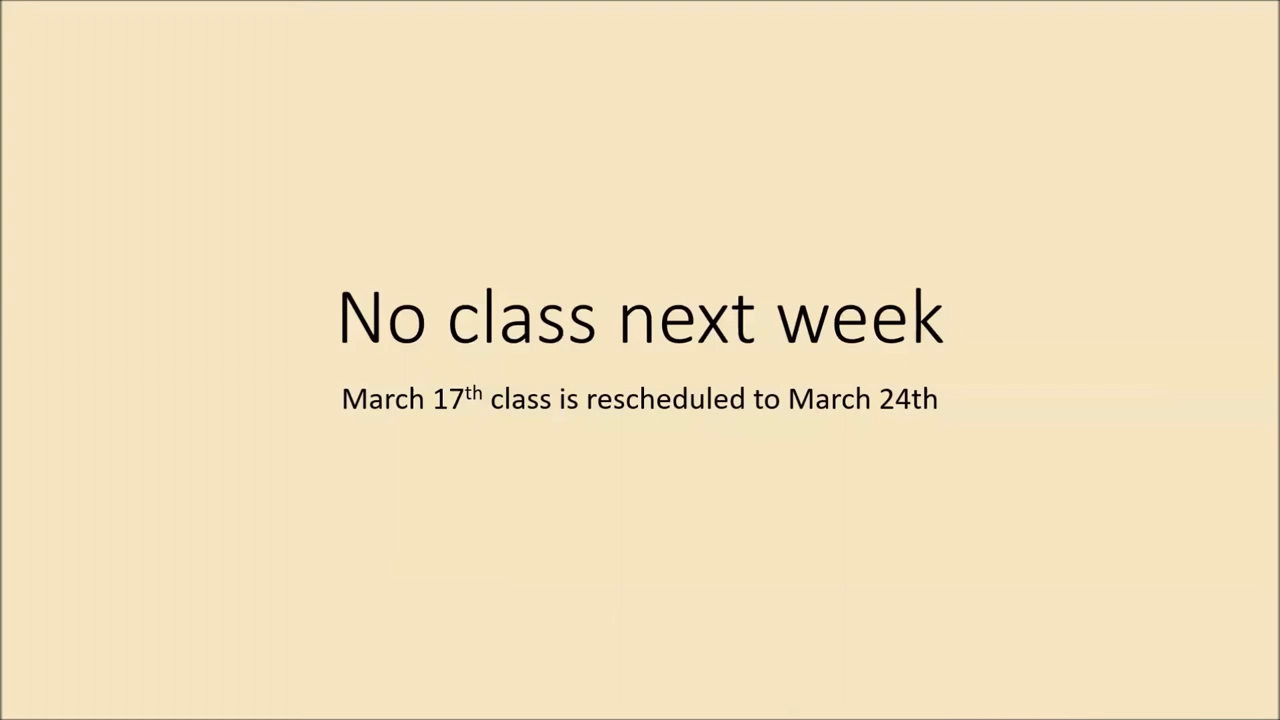 No class next week
March 17th class is rescheduled to March 24th